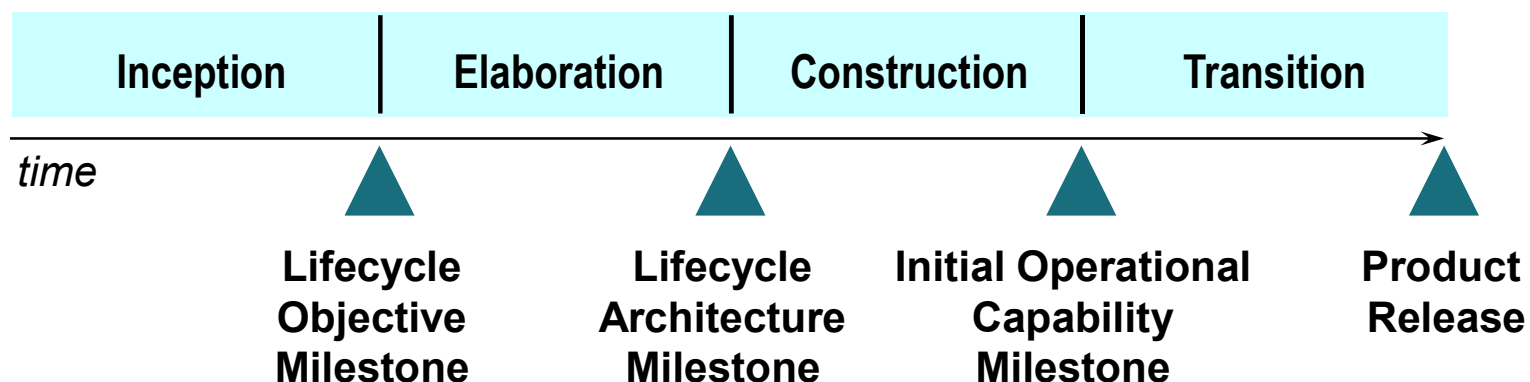 Inception Elaboration Construction Transition
time
Lifecycle Objective Milestone
Lifecycle Architecture Milestone
Initial Operational Capability Milestone
Product Release